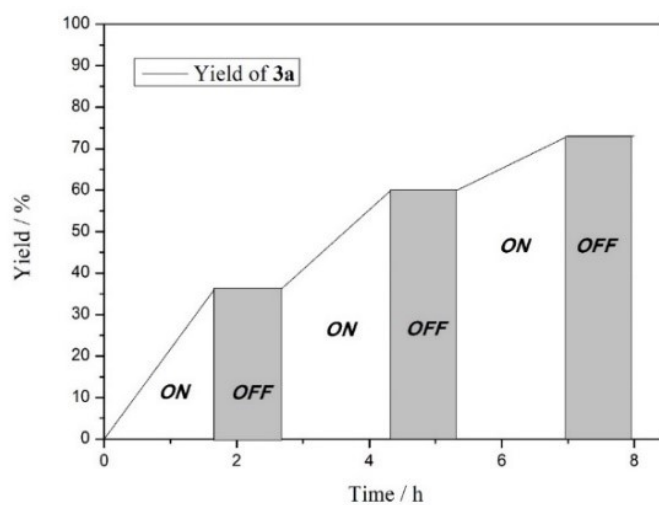 100
90
80
70
60
50
40
30
20
10
0
Yield / %
Yield of 3a
ON
OFF
ON
OFF
ON
OFF
0 2 4 6 8
Time / h